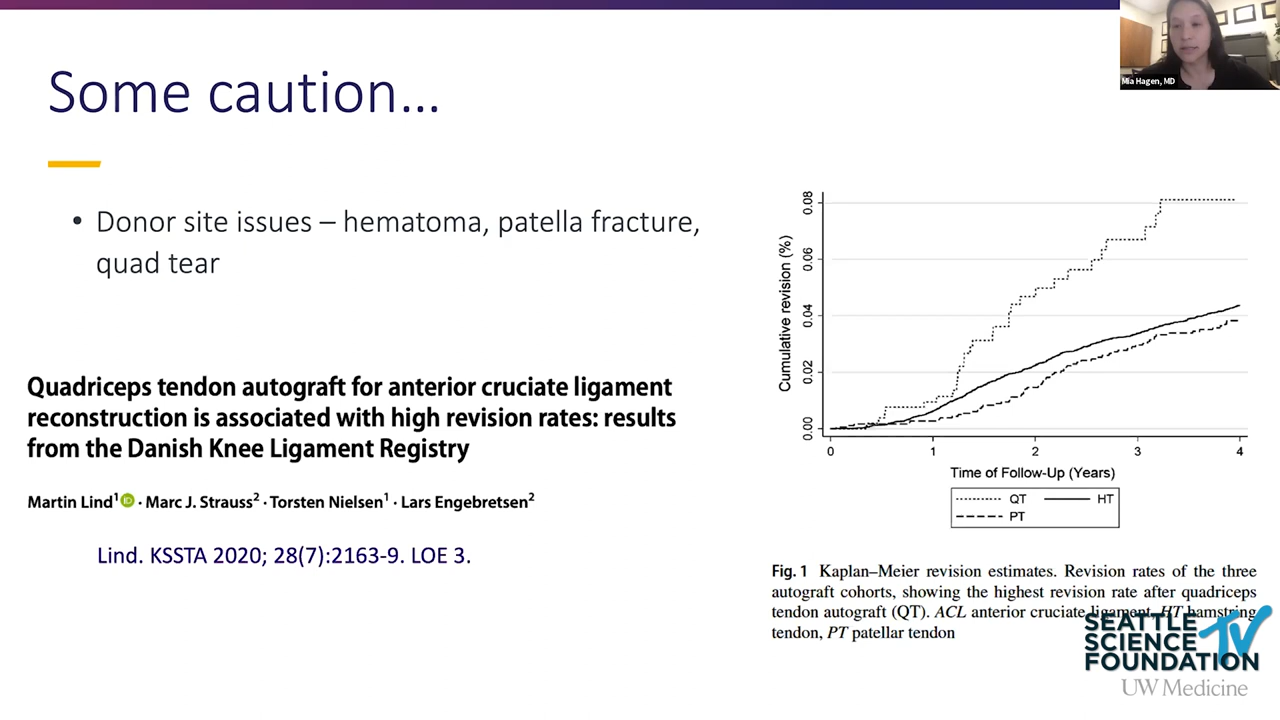 Some caution...
• Donor site issues – hematoma, patella fracture,
quad tear
Quadriceps tendon autograft for anterior cruciate ligament
reconstruction is associated with high revision rates: results
from the Danish Knee Ligament Registry
Martin Lind¹ iD · Marc J. Strauss² · Torsten Nielsen¹ · Lars Engebretsen²
Lind. KSSTA 2020; 28(7):2163-9. LOE 3.
Mia Hagen, MD
Cumulative revision (%)
0.08
0.06
0.04
0.02
0.00
0 1 2 3 4
Time of Follow-Up (Years)
QT HT
PT
Fig. 1 Kaplan–Meier revision estimates. Revision rates of the three
autograft cohorts, showing the highest revision rate after quadriceps
tendon autograft (QT). ACL anterior cruciate ligament, HT hamstring
tendon, PT patellar tendon
SEATTLE
SCIENCE
FOUNDATION
TV
UW Medicine